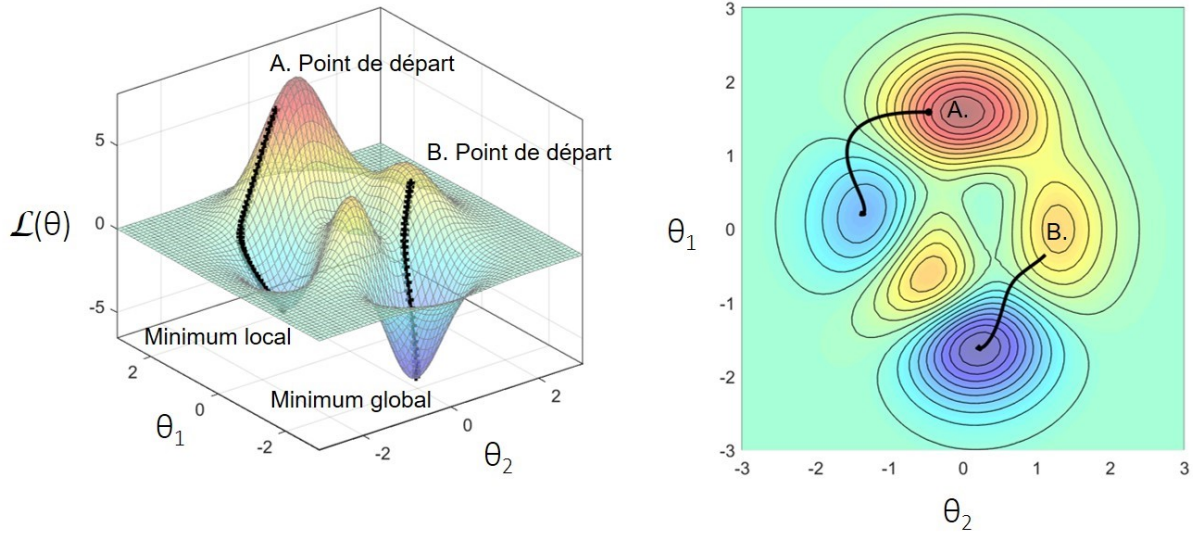 A. Point de départ
B. Point de départ
5
0
-5
ℒ(θ)
Minimum local
Minimum global
2
0
-2
θ1
-2
0
2
θ2
3
2
1
0
-1
-2
-3
θ1
A.
B.
-3
-2
-1
0
1
2
3
θ2